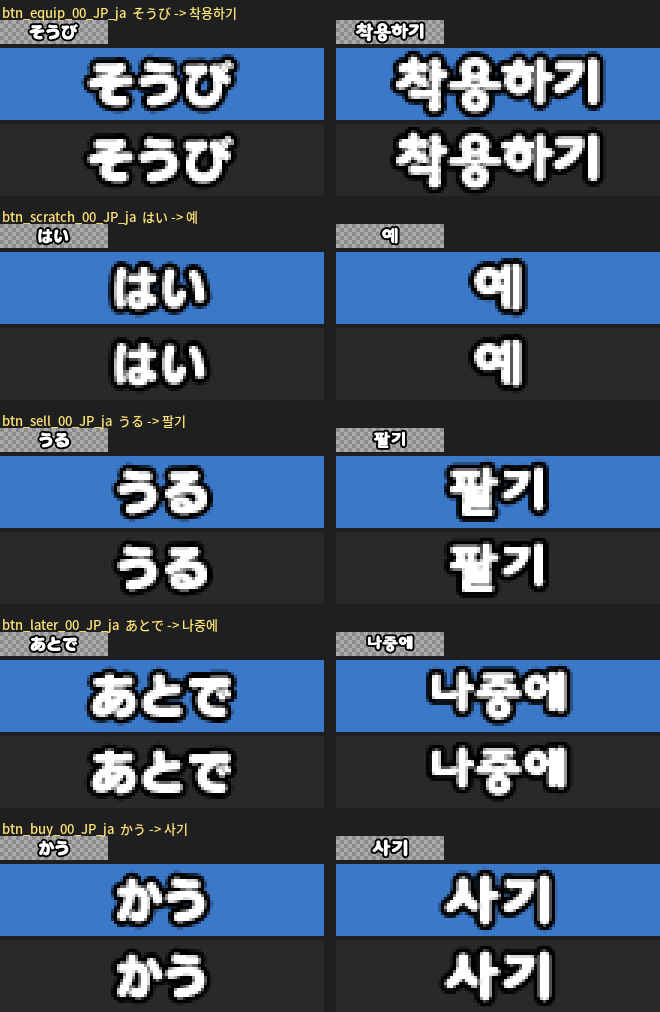 btn_equip_00_JP_ja そうび -> 착용하기
そうび 착용하기
そうび 착용하기
そうび 착용하기
btn_scratch_00_JP_ja はい -> 예
はい 예
はい 예
はい 예
btn_sell_00_JP_ja うる -> 팔기
うる 팔기
うる 팔기
うる 팔기
btn_later_00_JP_ja あとで -> 나중에
あとで 나중에
あとで 나중에
あとで 나중에
btn_buy_00_JP_ja かう -> 사기
かう 사기
かう 사기
かう 사기